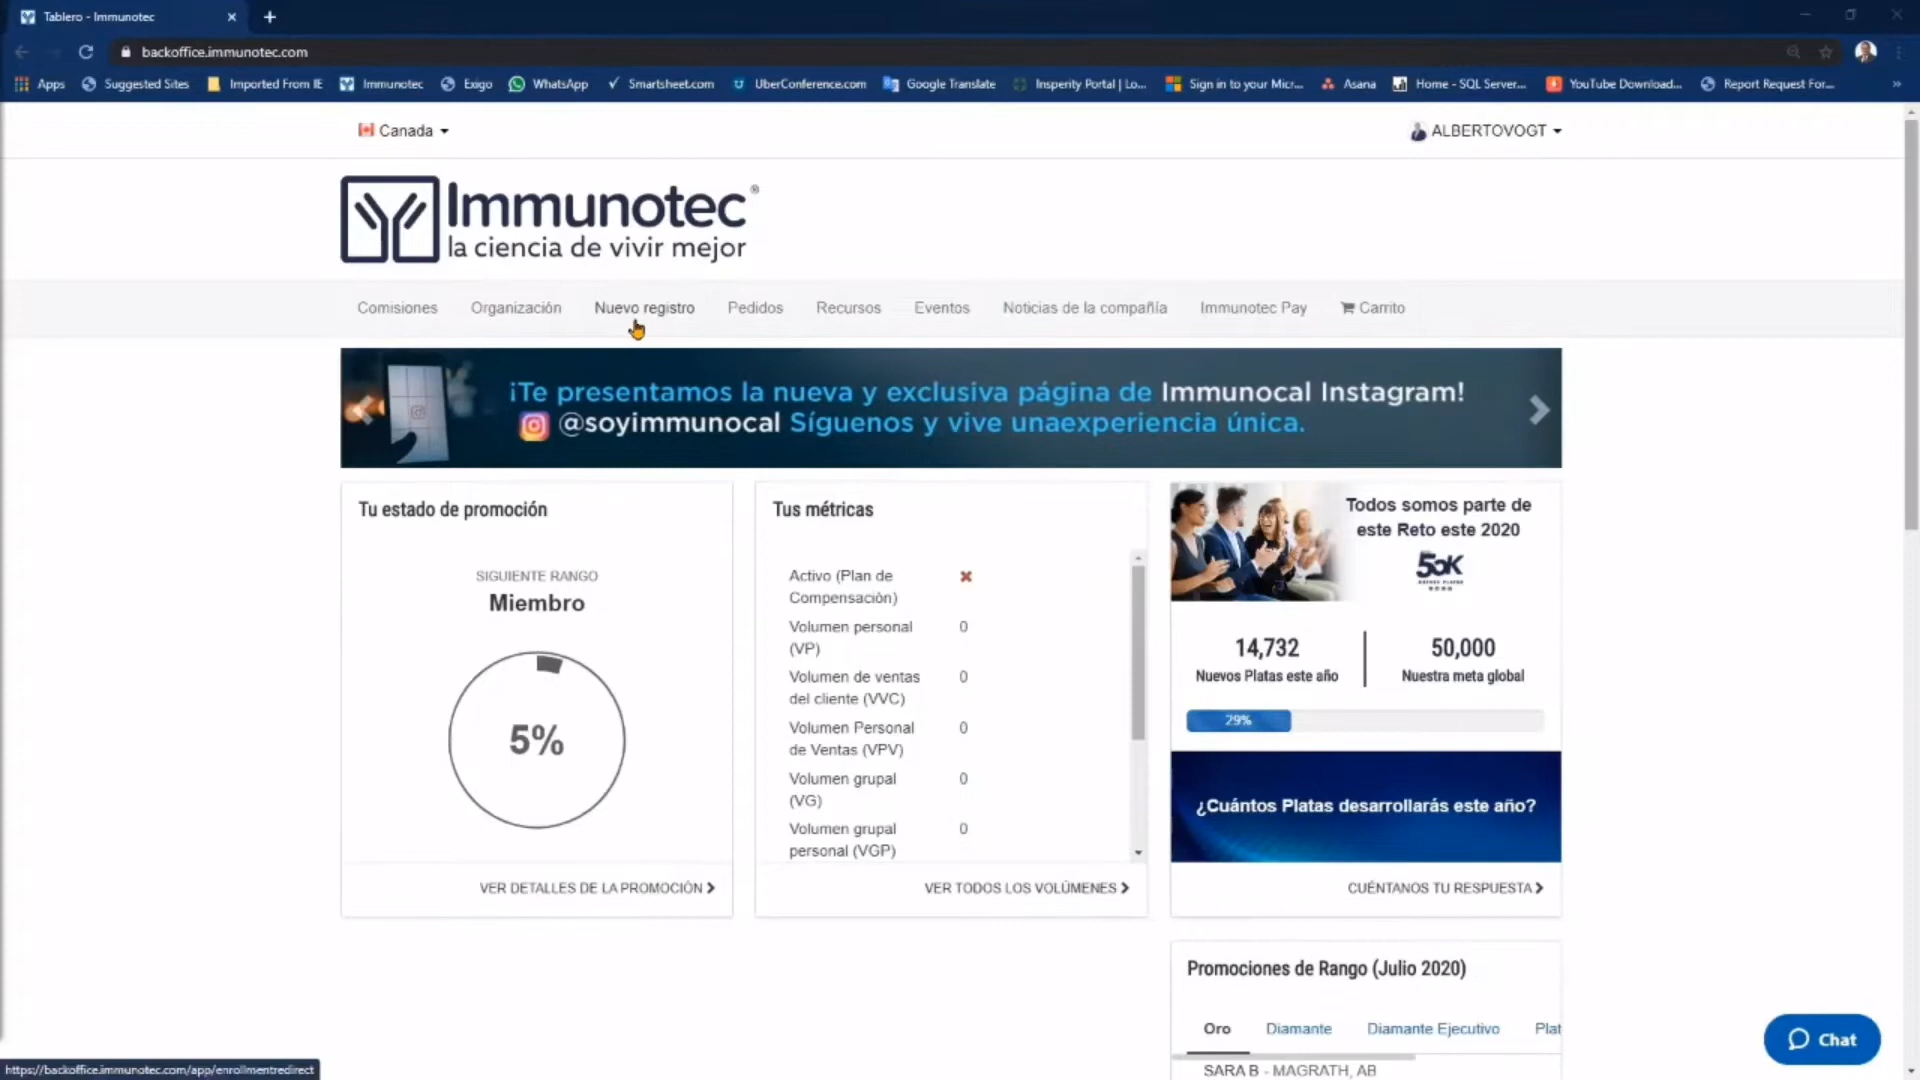 Tablero - Immunotec
backoffice.immunotec.com
Apps Suggested Sites Imported From IE Immunotec Exigo WhatsApp Smartsheet.com UberConference.com Google Translate Insperity Portal | Lo... Sign in to your Micr... Asana Home - SQL Server... YouTube Download... Report Request For... »
Canada ALBERTOVOGT
Immunotec®
la ciencia de vivir mejor
Comisiones Organización Nuevo registro Pedidos Recursos Eventos Noticias de la compañía Immunotec Pay Carrito
¡Te presentamos la nueva y exclusiva página de Immunocal Instagram!
@soyimmunocal Síguenos y vive unaexperiencia única.
Tu estado de promoción
SIGUIENTE RANGO
Miembro
5%
VER DETALLES DE LA PROMOCIÓN
Tus métricas
Activo (Plan de
Compensación)
Volumen personal 0
(VP)
Volumen de ventas 0
del cliente (VVC)
Volumen Personal 0
de Ventas (VPV)
Volumen grupal 0
(VG)
Volumen grupal 0
personal (VGP)
VER TODOS LOS VOLÚMENES
Todos somos parte de
este Reto este 2020
50K
14,732 50,000
Nuevos Platas este año Nuestra meta global
29%
¿Cuántos Platas desarrollarás este año?
CUÉNTANOS TU RESPUESTA
Promociones de Rango (Julio 2020)
Oro Diamante Diamante Ejecutivo Plat
SARA B - MAGRATH, AB
Chat
https://backoffice.immunotec.com/app/enrollmentredirect